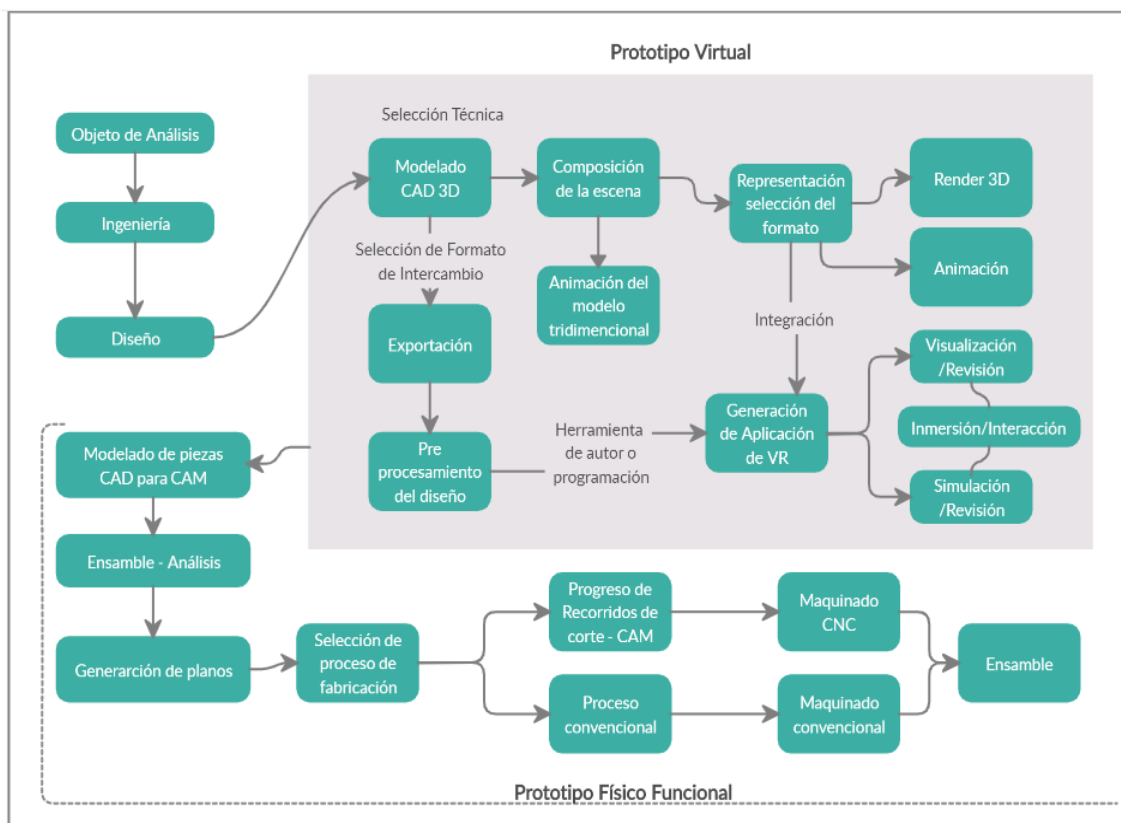 Prototipo Virtual
Selección Técnica
Objeto de Análisis
Ingeniería
Diseño
Modelado
CAD 3D
Composición
de la escena
Representación
selección del
formato
Render 3D
Animación
Selección de Formato
de Intercambio
Animación del
modelo
tridimencional
Exportación
Integración
Visualización
/Revisión
Pre
procesamiento
del diseño
Herramienta
de autor o
programación
Generación
de Aplicación
de VR
Inmersión/Interacción
Simulación
/Revisión
Modelado de piezas
CAD para CAM
Ensamble - Análisis
Generarción de planos
Selección de
proceso de
fabricación
Progreso de
Recorridos de
corte - CAM
Maquinado
CNC
Proceso
convencional
Maquinado
convencional
Ensamble
Prototipo Físico Funcional